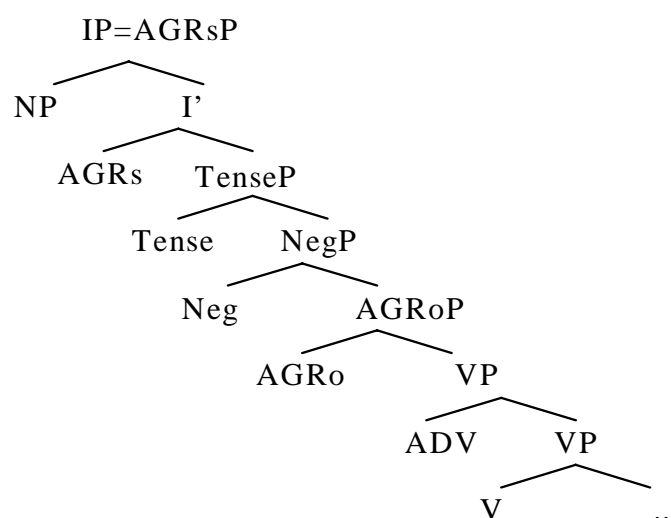 IP=AGRsP
NP I’
AGRs TenseP
Tense NegP
Neg AGRoP
AGRo VP
ADV VP
V ..